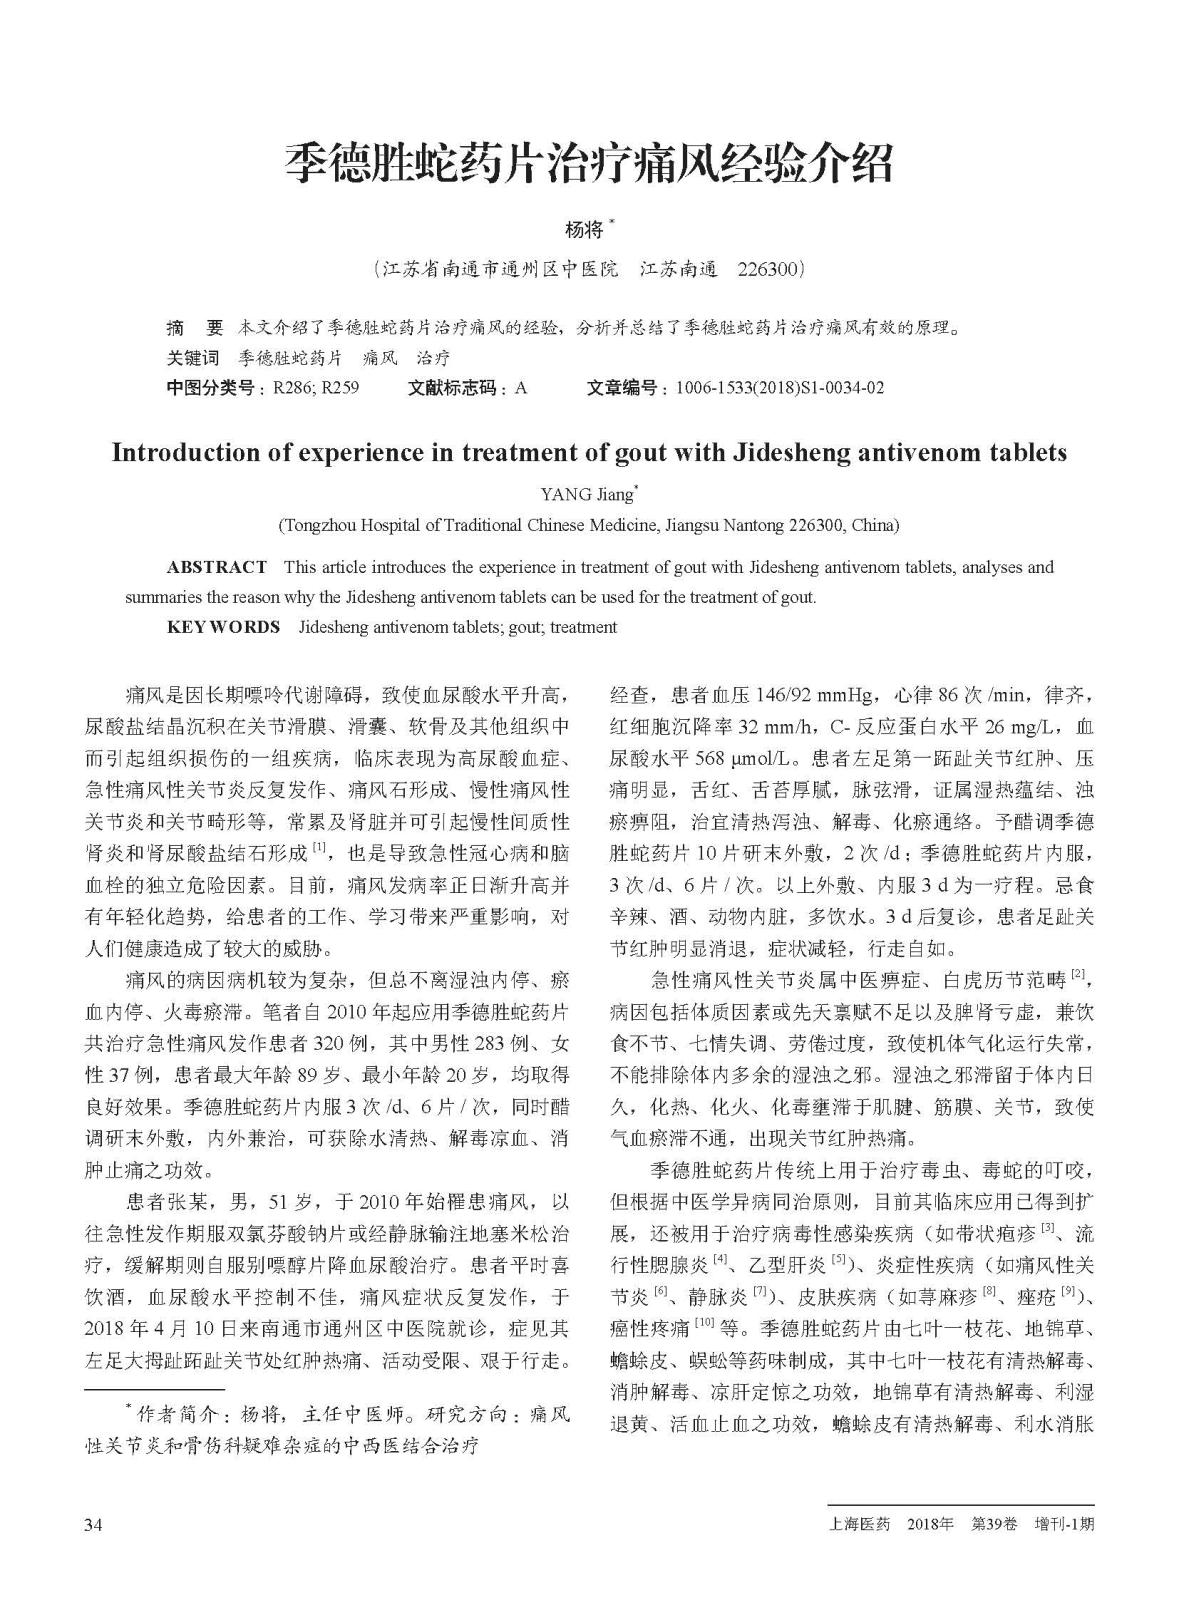 季德胜蛇药片治疗痛风经验介绍
杨将*
(江苏省南通市通州区中医院 江苏南通 226300)
摘 要 本文介绍了季德胜蛇药片治疗痛风的经验，分析并总结了季德胜蛇药片治疗痛风有效的原理。
关键词 季德胜蛇药片 痛风 治疗
中图分类号：R286; R259 文献标志码：A 文章编号：1006-1533(2018)S1-0034-02
Introduction of experience in treatment of gout with Jidesheng antivenom tablets
YANG Jiang*
(Tongzhou Hospital of Traditional Chinese Medicine, Jiangsu Nantong 226300, China)
ABSTRACT This article introduces the experience in treatment of gout with Jidesheng antivenom tablets, analyses and
summaries the reason why the Jidesheng antivenom tablets can be used for the treatment of gout.
KEY WORDS Jidesheng antivenom tablets; gout; treatment
痛风是因长期嘌呤代谢障碍，致使血尿酸水平升高，
尿酸盐结晶沉积在关节滑膜、滑囊、软骨及其他组织中
而引起组织损伤的一组疾病，临床表现为高尿酸血症、
急性痛风性关节炎反复发作、痛风石形成、慢性痛风性
关节炎和关节畸形等，常累及肾脏并可引起慢性间质性
肾炎和肾尿酸盐结石形成[1]，也是导致急性冠心病和脑
血栓的独立危险因素。目前，痛风发病率正日渐升高并
有年轻化趋势，给患者的工作、学习带来严重影响，对
人们健康造成了较大的威胁。
痛风的病因病机较为复杂，但总不离湿浊内停、瘀
血内停、火毒瘀滞。笔者自 2010 年起应用季德胜蛇药片
共治疗急性痛风发作患者 320 例，其中男性 283 例、女
性 37 例，患者最大年龄 89 岁、最小年龄 20 岁，均取得
良好效果。季德胜蛇药片内服 3 次 /d、6 片 / 次，同时醋
调研末外敷，内外兼治，可获除水清热、解毒凉血、消
肿止痛之功效。
患者张某，男，51 岁，于 2010 年始罹患痛风，以
往急性发作期服双氯芬酸钠片或经静脉输注地塞米松治
疗，缓解期则自服别嘌醇片降血尿酸治疗。患者平时喜
饮酒，血尿酸水平控制不佳，痛风症状反复发作，于
2018 年 4 月 10 日来南通市通州区中医院就诊，症见其
左足大拇趾跖趾关节处红肿热痛、活动受限、艰于行走。
*作者简介：杨将，主任中医师。研究方向：痛风
性关节炎和骨伤科疑难杂症的中西医结合治疗
经查，患者血压 146/92 mmHg，心律 86 次 /min，律齐，
红细胞沉降率 32 mm/h，C- 反应蛋白水平 26 mg/L，血
尿酸水平 568 μmol/L。患者左足第一跖趾关节红肿、压
痛明显，舌红、舌苔厚腻，脉弦滑，证属湿热蕴结、浊
瘀痹阻，治宜清热泻浊、解毒、化瘀通络。予醋调季德
胜蛇药片 10 片研末外敷，2 次 /d；季德胜蛇药片内服，
3 次 /d、6 片 / 次。以上外敷、内服 3 d 为一疗程。忌食
辛辣、酒、动物内脏，多饮水。3 d 后复诊，患者足趾关
节红肿明显消退，症状减轻，行走自如。
急性痛风性关节炎属中医痹症、白虎历节范畴[2]，
病因包括体质因素或先天禀赋不足以及脾肾亏虚，兼饮
食不节、七情失调、劳倦过度，致使机体气化运行失常，
不能排除体内多余的湿浊之邪。湿浊之邪滞留于体内日
久，化热、化火、化毒壅滞于肌腱、筋膜、关节，致使
气血瘀滞不通，出现关节红肿热痛。
季德胜蛇药片传统上用于治疗毒虫、毒蛇的叮咬，
但根据中医学异病同治原则，目前其临床应用已得到扩
展，还被用于治疗病毒性感染疾病（如带状疱疹[3]、流
行性腮腺炎[4]、乙型肝炎[5]）、炎症性疾病（如痛风性关
节炎[6]、静脉炎[7]）、皮肤疾病（如荨麻疹[8]、痤疮[9]）、
癌性疼痛[10]等。季德胜蛇药片由七叶一枝花、地锦草、
蟾蜍皮、蜈蚣等药味制成，其中七叶一枝花有清热解毒、
消肿解毒、凉肝定惊之功效，地锦草有清热解毒、利湿
退黄、活血止血之功效，蟾蜍皮有清热解毒、利水消胀
34
上海医药 2018年 第39卷 增刊-1期